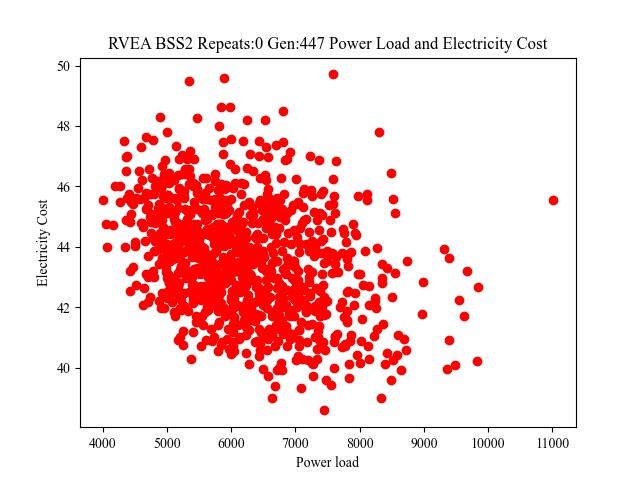 RVEA BSS2 Repeats:0 Gen:447 Power Load and Electricity Cost
50
48
46
44
42
40
Electricity Cost
4000 5000 6000 7000 8000 9000 10000 11000
Power load